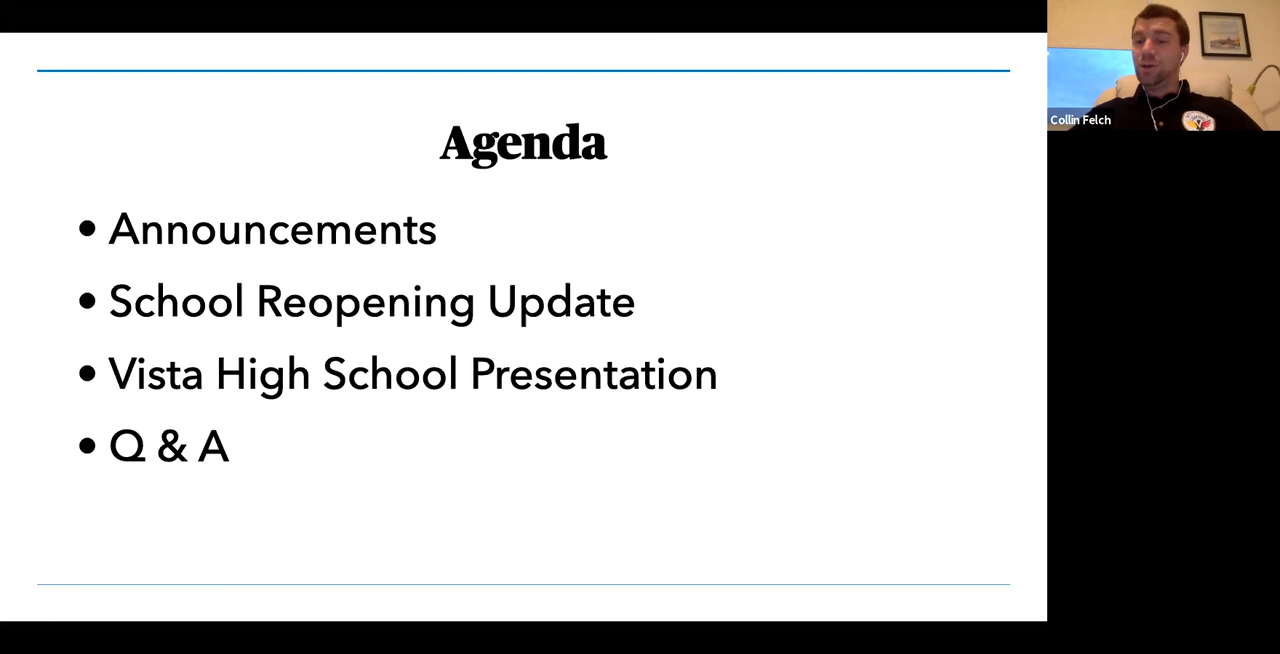 Agenda
• Announcements
• School Reopening Update
• Vista High School Presentation
• Q & A
Collin Felch